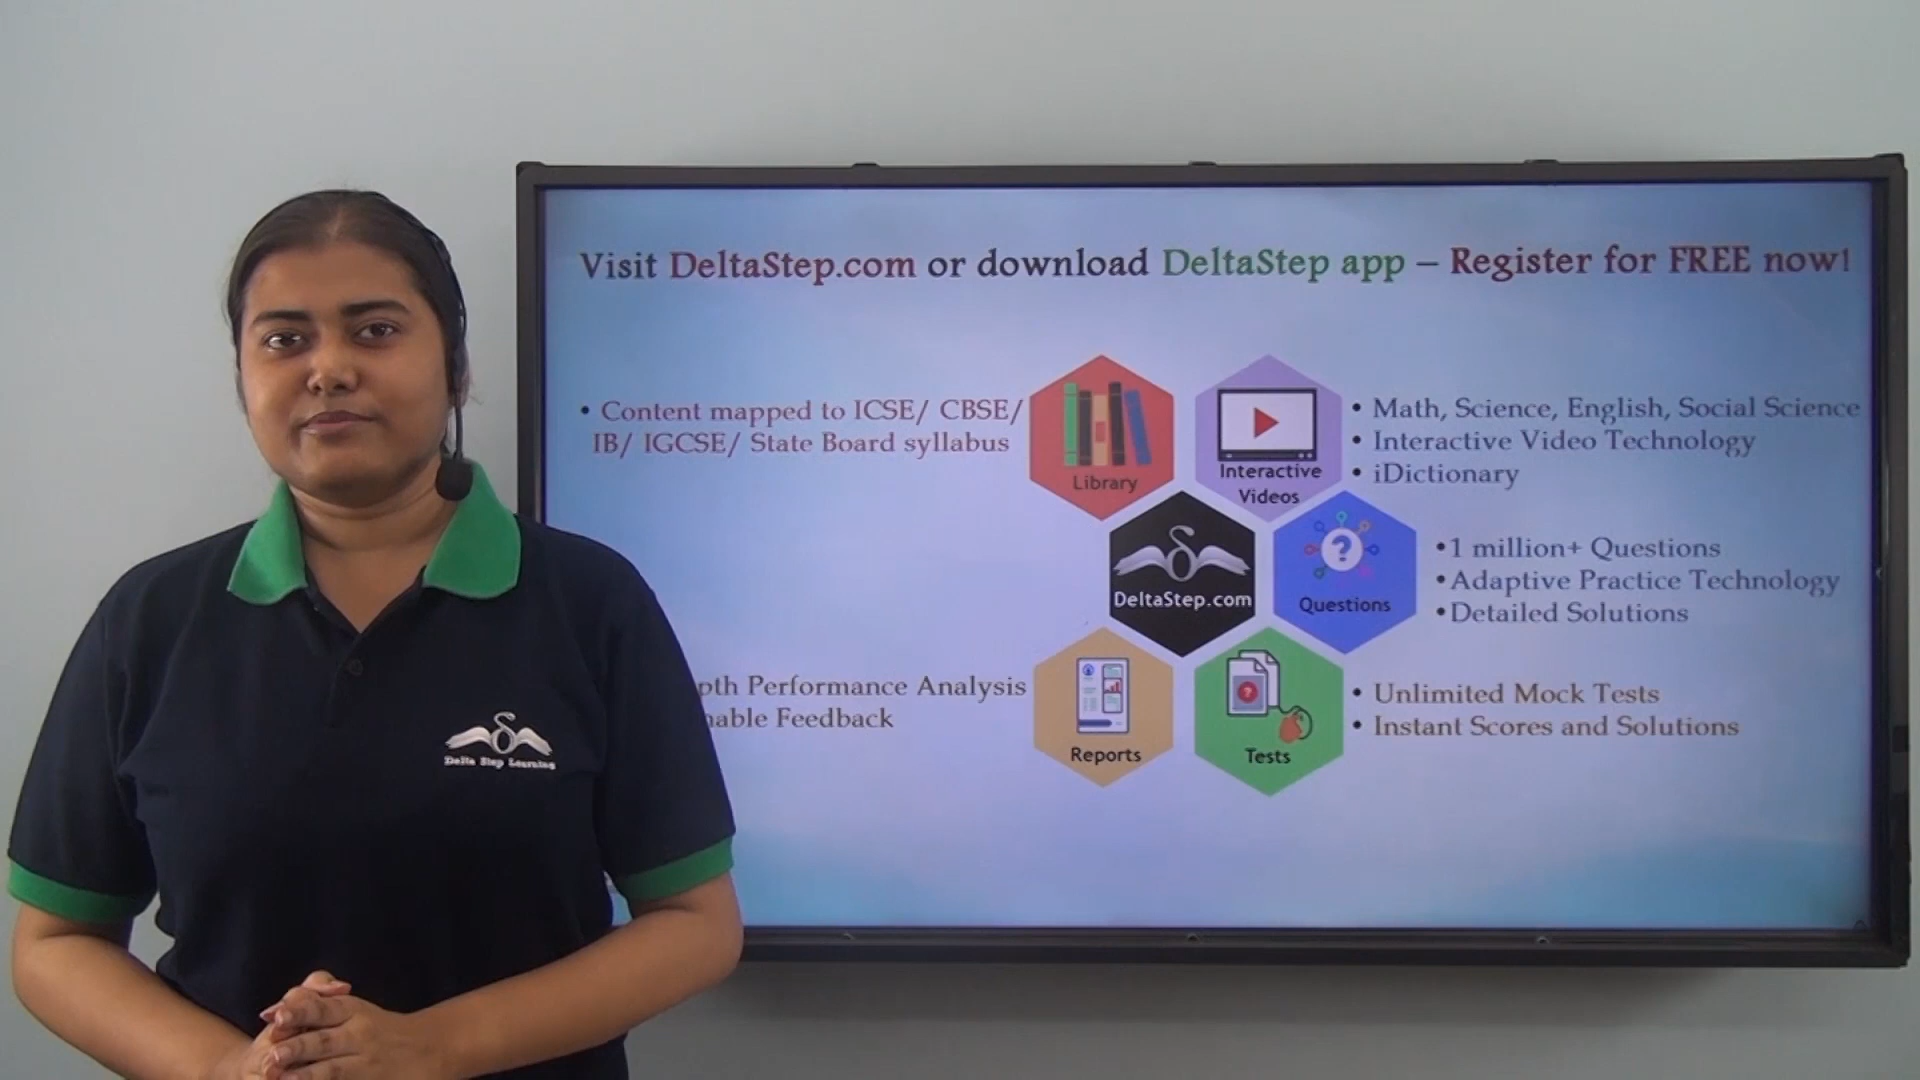 Visit DeltaStep.com or download DeltaStep app – Register for FREE now!
• Content mapped to ICSE/ CBSE/
IB/ IGCSE/ State Board syllabus
Library
Interactive
Videos
• Math, Science, English, Social Science
• Interactive Video Technology
• iDictionary
DeltaStep.com
Questions
•1 million+ Questions
•Adaptive Practice Technology
•Detailed Solutions
pth Performance Analysis
nable Feedback
Reports
Tests
• Unlimited Mock Tests
• Instant Scores and Solutions
Delta Step Learning